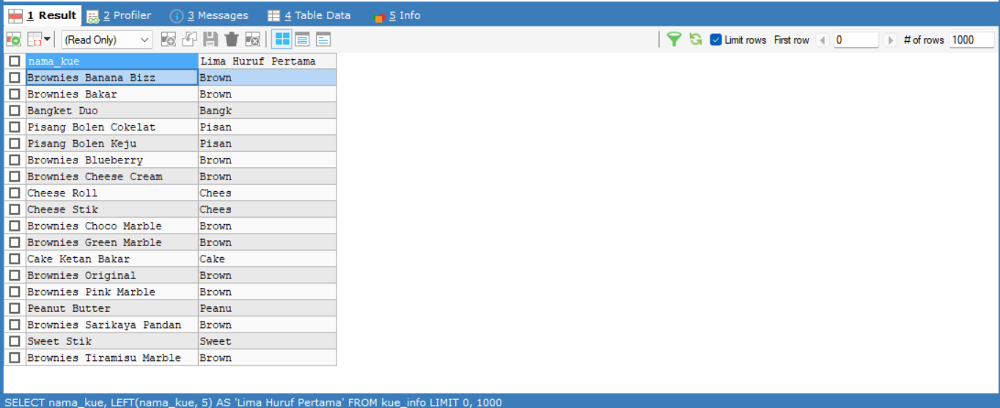 1 Result 2 Profiler 3 Messages 4 Table Data 5 Info
(Read Only) Limit rows First row 0 # of rows 1000
nama_kue Lima Huruf Pertama
Brownies Banana Bizz Brown
Brownies Bakar Brown
Bangket Duo Bangk
Pisang Bolen Cokelat Pisan
Pisang Bolen Keju Pisan
Brownies Blueberry Brown
Brownies Cheese Cream Brown
Cheese Roll Chees
Cheese Stik Chees
Brownies Choco Marble Brown
Brownies Green Marble Brown
Cake Ketan Bakar Cake
Brownies Original Brown
Brownies Pink Marble Brown
Peanut Butter Peanu
Brownies Sarikaya Pandan Brown
Sweet Stik Sweet
Brownies Tiramisu Marble Brown
SELECT nama_kue, LEFT(nama_kue, 5) AS 'Lima Huruf Pertama' FROM kue_info LIMIT 0, 1000